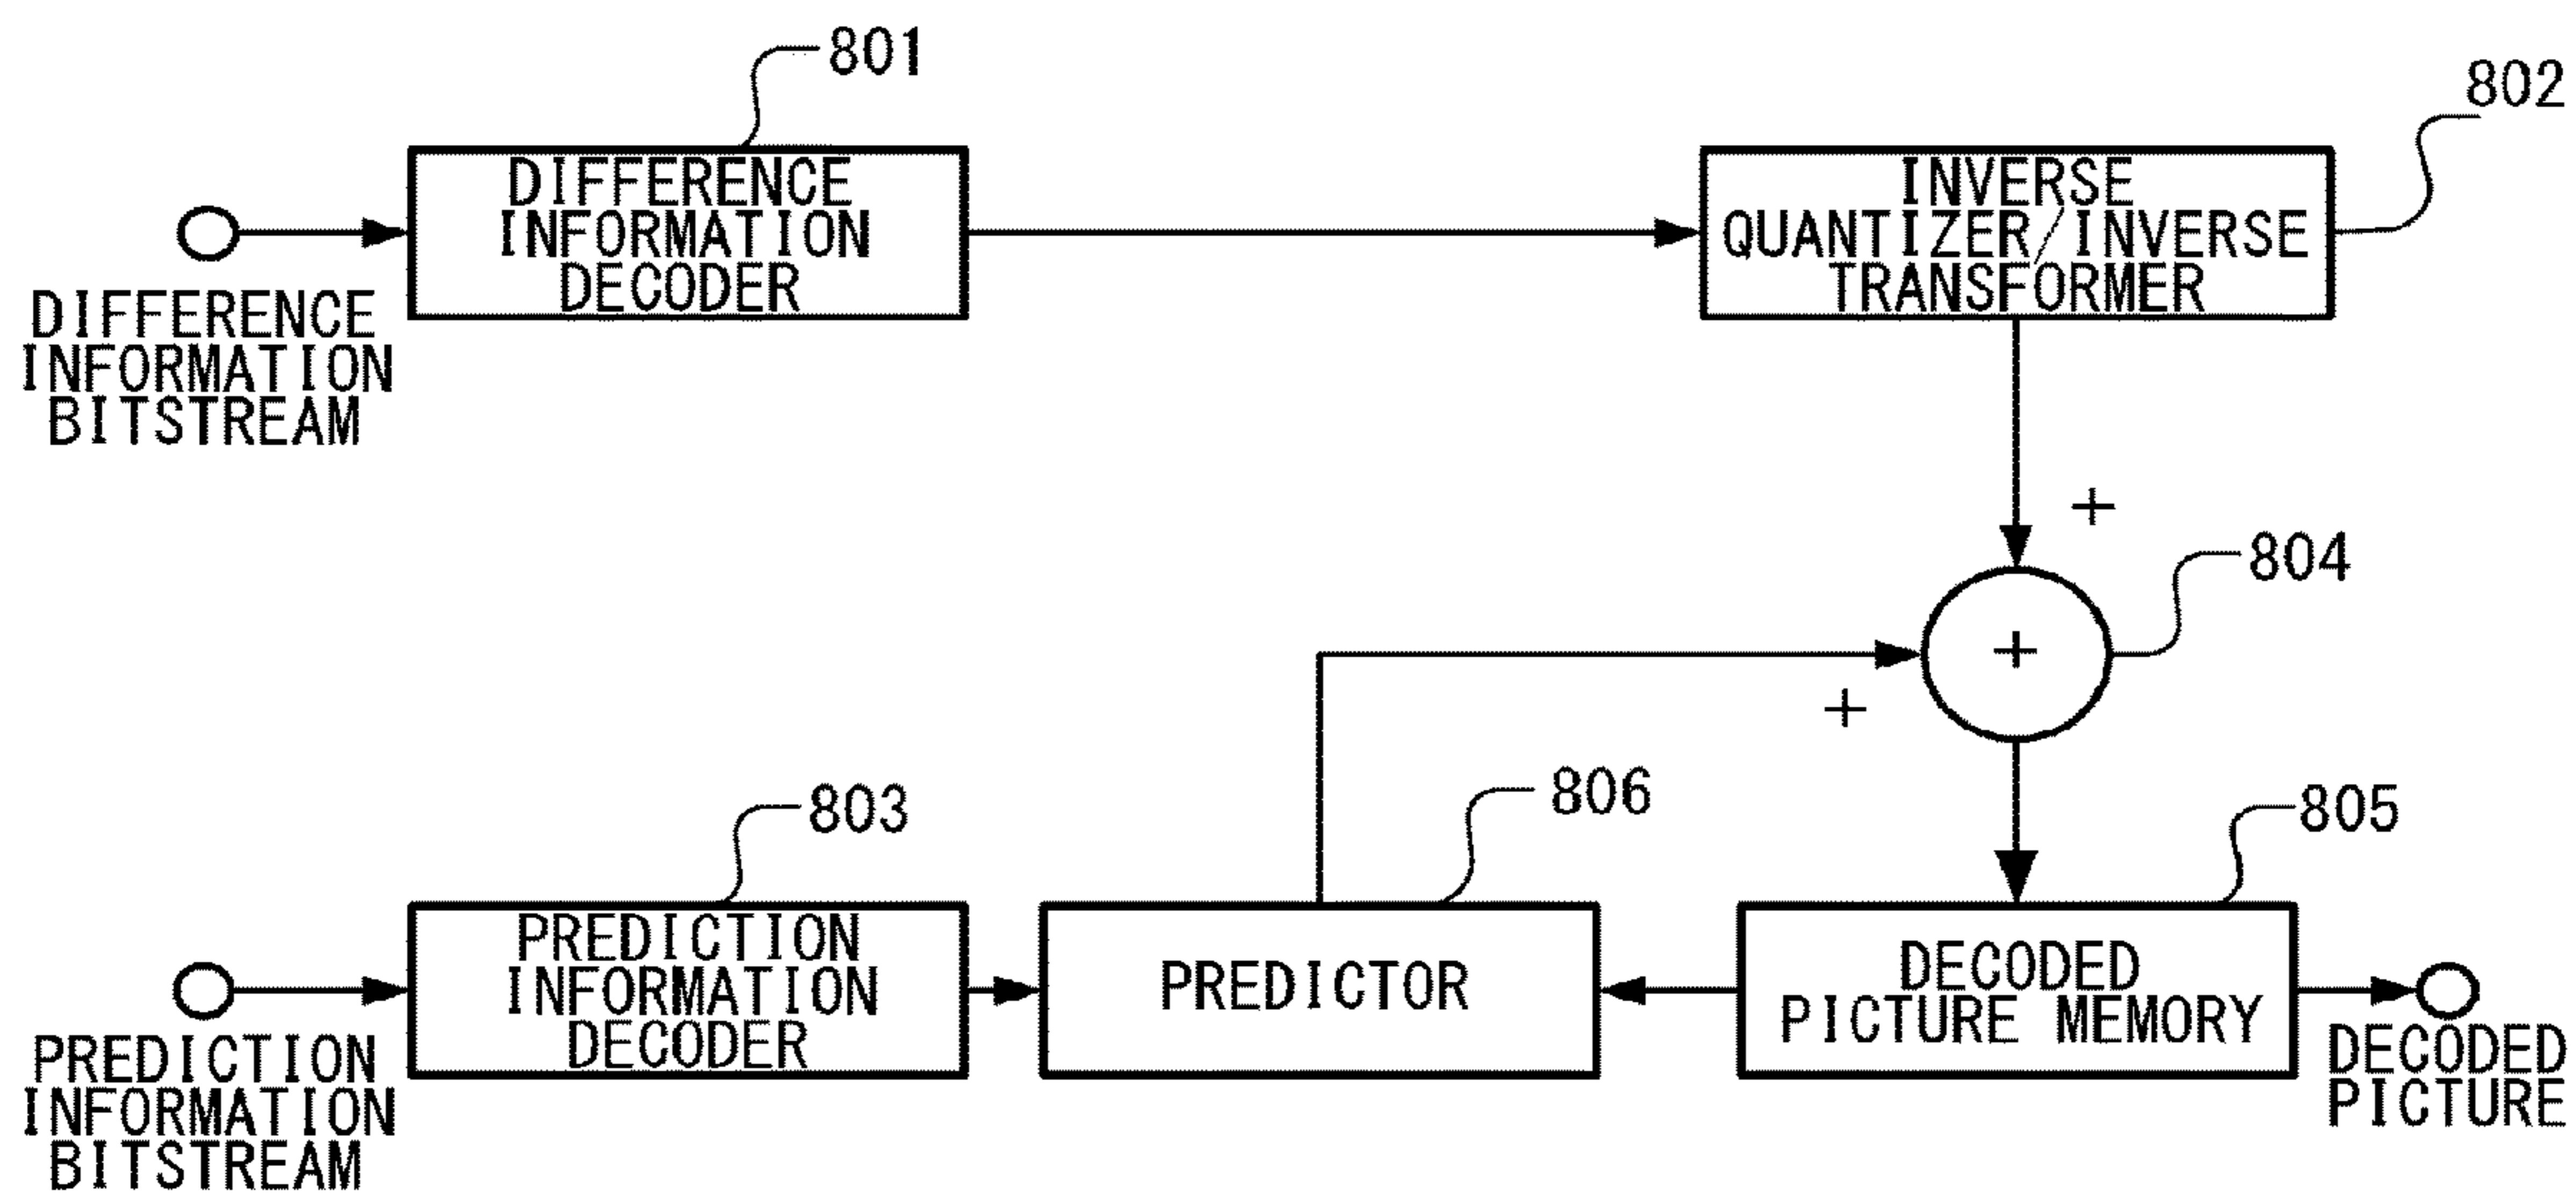 801
802
DIFFERENCE
INFORMATION
DECODER
INVERSE
QUANTIZER/INVERSE
TRANSFORMER
DIFFERENCE
INFORMATION
BITSTREAM
+
804
+
+
803
806
805
PREDICTION
INFORMATION
DECODER
PREDICTOR
DECODED
PICTURE MEMORY
PREDICTION
INFORMATION
BITSTREAM
DECODED
PICTURE